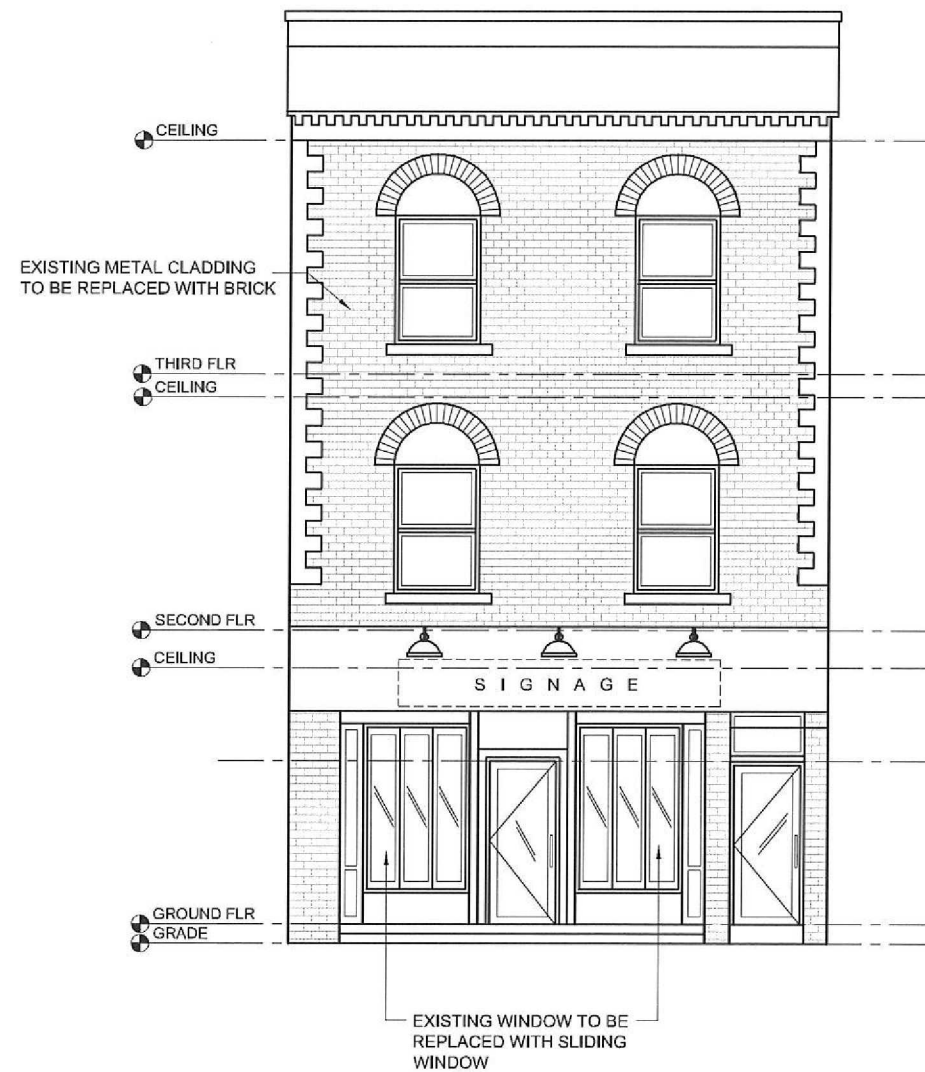 CEILING
EXISTING METAL CLADDING
TO BE REPLACED WITH BRICK
THIRD FLR
CEILING
SECOND FLR
CEILING
SIGNAGE
GROUND FLR
GRADE
EXISTING WINDOW TO BE
REPLACED WITH SLIDING
WINDOW